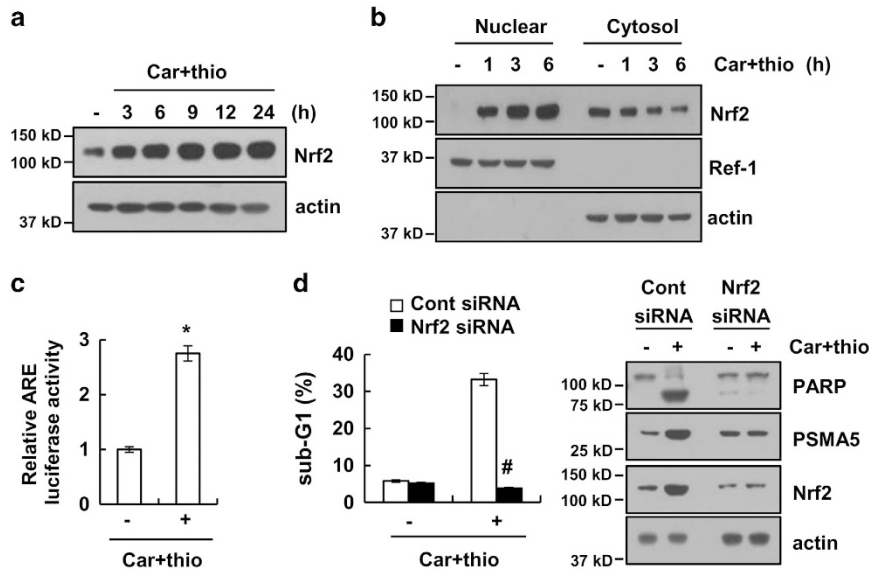 a
Car+thio
- 3 6 9 12 24 (h)
150 kD
100 kD
Nrf2
37 kD
actin
b
Nuclear Cytosol
- 1 3 6 - 1 3 6 Car+thio (h)
150 kD
100 kD
Nrf2
37 kD
Ref-1
37 kD
actin
c
Relative ARE
luciferase activity
3
2
1
0
*
- +
Car+thio
d
Cont siRNA
Nrf2 siRNA
sub-G1 (%)
40
30
20
10
0
#
- +
Car+thio
Cont Nrf2
siRNA siRNA
- + - + Car+thio
100 kD
75 kD
PARP
25 kD
PSMA5
150 kD
100 kD
Nrf2
37 kD
actin